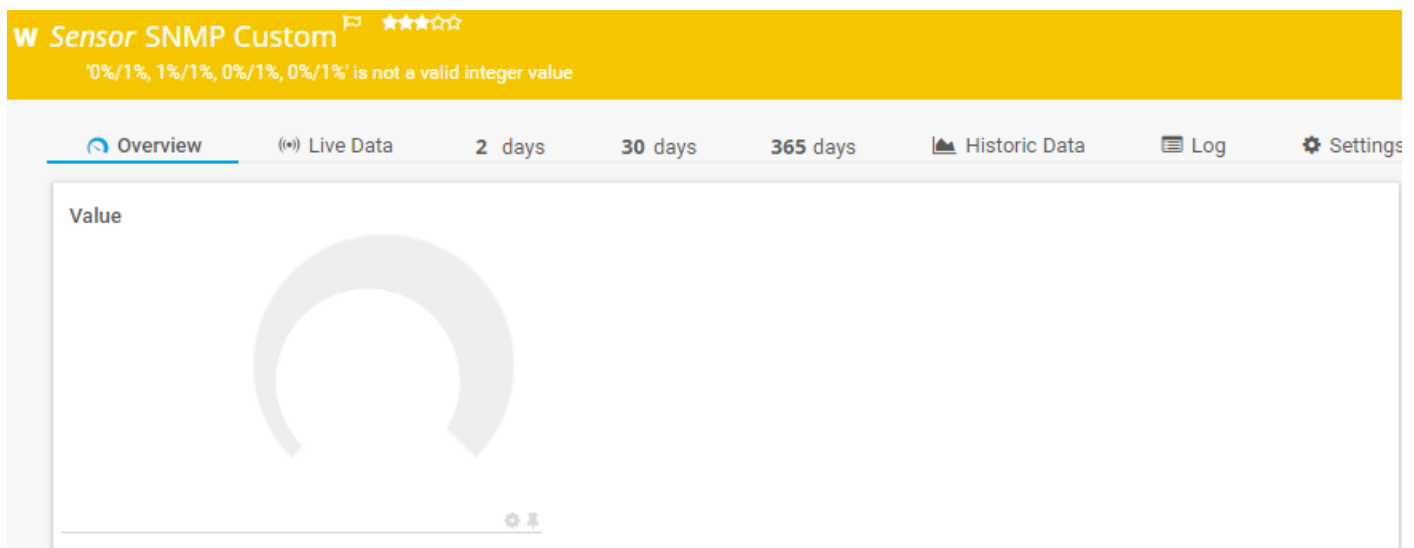 W Sensor SNMP Custom
'0%/1%, 1%/1%, 0%/1%, 0%/1%' is not a valid integer value
Overview Live Data 2 days 30 days 365 days Historic Data Log Settings
Value